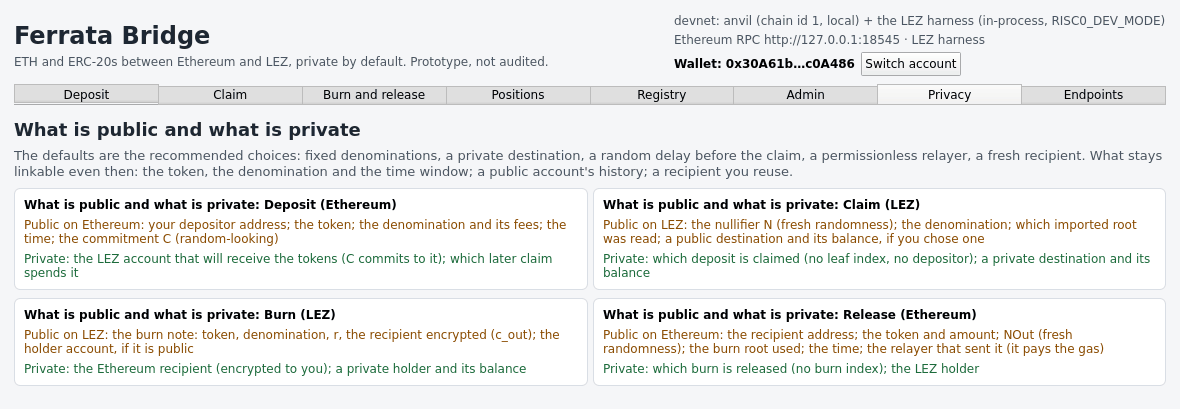 Ferrata Bridge
ETH and ERC-20s between Ethereum and LEZ, private by default. Prototype, not audited.
devnet: anvil (chain id 1, local) + the LEZ harness (in-process, RISC0_DEV_MODE)
Ethereum RPC http://127.0.0.1:18545 · LEZ harness
Wallet: 0x30A61b...c0A486 Switch account
Deposit Claim Burn and release Positions Registry Admin Privacy Endpoints
What is public and what is private
The defaults are the recommended choices: fixed denominations, a private destination, a random delay before the claim, a permissionless relayer, a fresh recipient. What stays
linkable even then: the token, the denomination and the time window; a public account's history; a recipient you reuse.
What is public and what is private: Deposit (Ethereum)
Public on Ethereum: your depositor address; the token; the denomination and its fees; the
time; the commitment C (random-looking)
Private: the LEZ account that will receive the tokens (C commits to it); which later claim
spends it
What is public and what is private: Claim (LEZ)
Public on LEZ: the nullifier N (fresh randomness); the denomination; which imported root
was read; a public destination and its balance, if you chose one
Private: which deposit is claimed (no leaf index, no depositor); a private destination and its
balance
What is public and what is private: Burn (LEZ)
Public on LEZ: the burn note: token, denomination, r, the recipient encrypted (c_out); the
holder account, if it is public
Private: the Ethereum recipient (encrypted to you); a private holder and its balance
What is public and what is private: Release (Ethereum)
Public on Ethereum: the recipient address; the token and amount; NOut (fresh
randomness); the burn root used; the time; the relayer that sent it (it pays the gas)
Private: which burn is released (no burn index); the LEZ holder